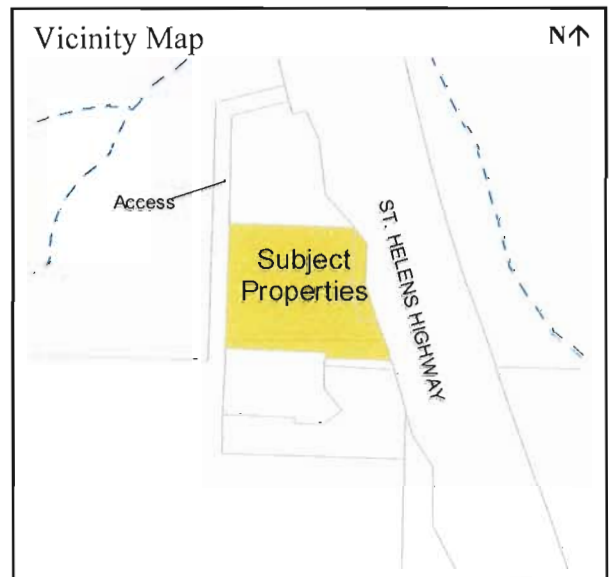 Vicinity Map
N↑
Access
Subject
Properties
ST. HELENS HIGHWAY